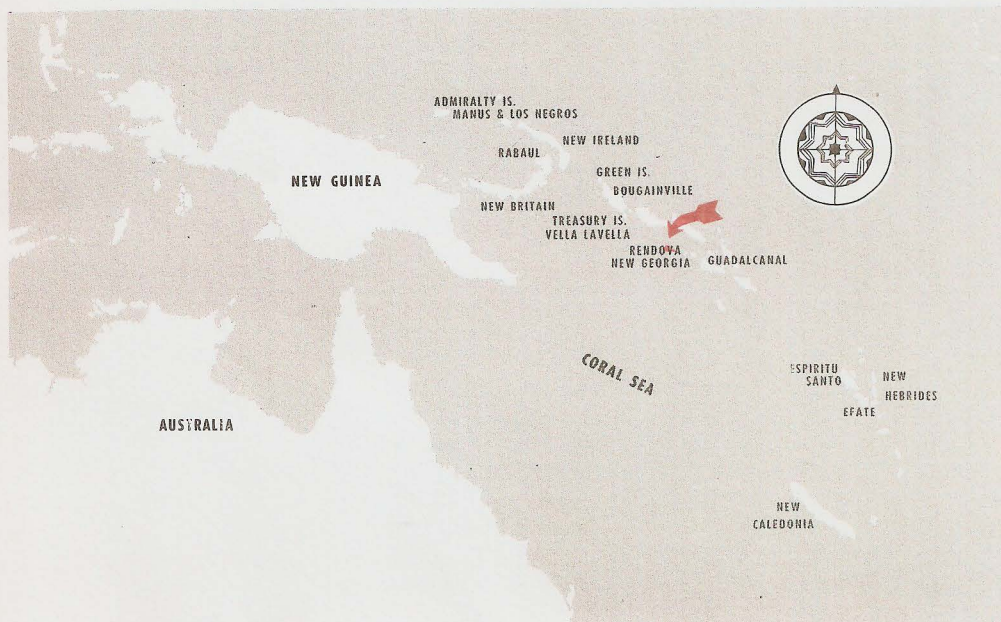 ADMIRALTY IS.
MANUS & LOS NEGROS
NEW IRELAND
RABAUL
GREEN IS.
NEW GUINEA
BOUGAINVILLE
NEW BRITAIN
TREASURY IS.
VELLA LAVELLA
RENDOVA
NEW GEORGIA
GUADALCANAL
CORAL SEA
ESPIRITU
SANTO
NEW
HEBRIDES
EFATE
AUSTRALIA
NEW
CALEDONIA